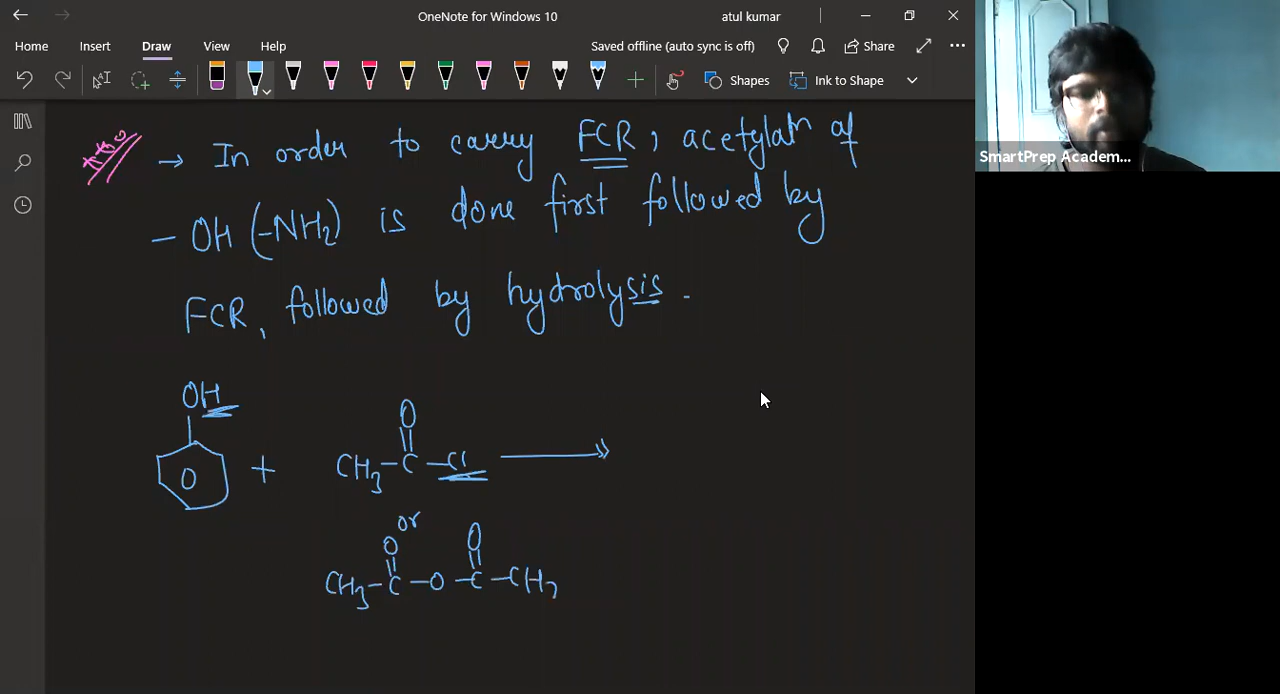 OneNote for Windows 10
atul kumar
Home Insert Draw View Help
Saved offline (auto sync is off)
Share
Shapes
Ink to Shape
SmartPrep Academ...
→ In order to carry FCR, acetylatn of
- OH (-NH2) is done first followed by
FCR, followed by hydrolysis.
OH
O
CH3-C-Cl
+
or
O O
CH3-C-O-C-CH3